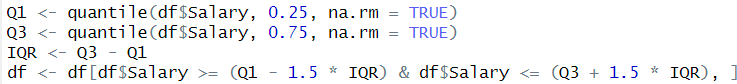 Q1 <- quantile(df$Salary, 0.25, na.rm = TRUE)
Q3 <- quantile(df$Salary, 0.75, na.rm = TRUE)
IQR <- Q3 - Q1
df <- df[df$Salary >= (Q1 - 1.5 * IQR) & df$Salary <= (Q3 + 1.5 * IQR), ]